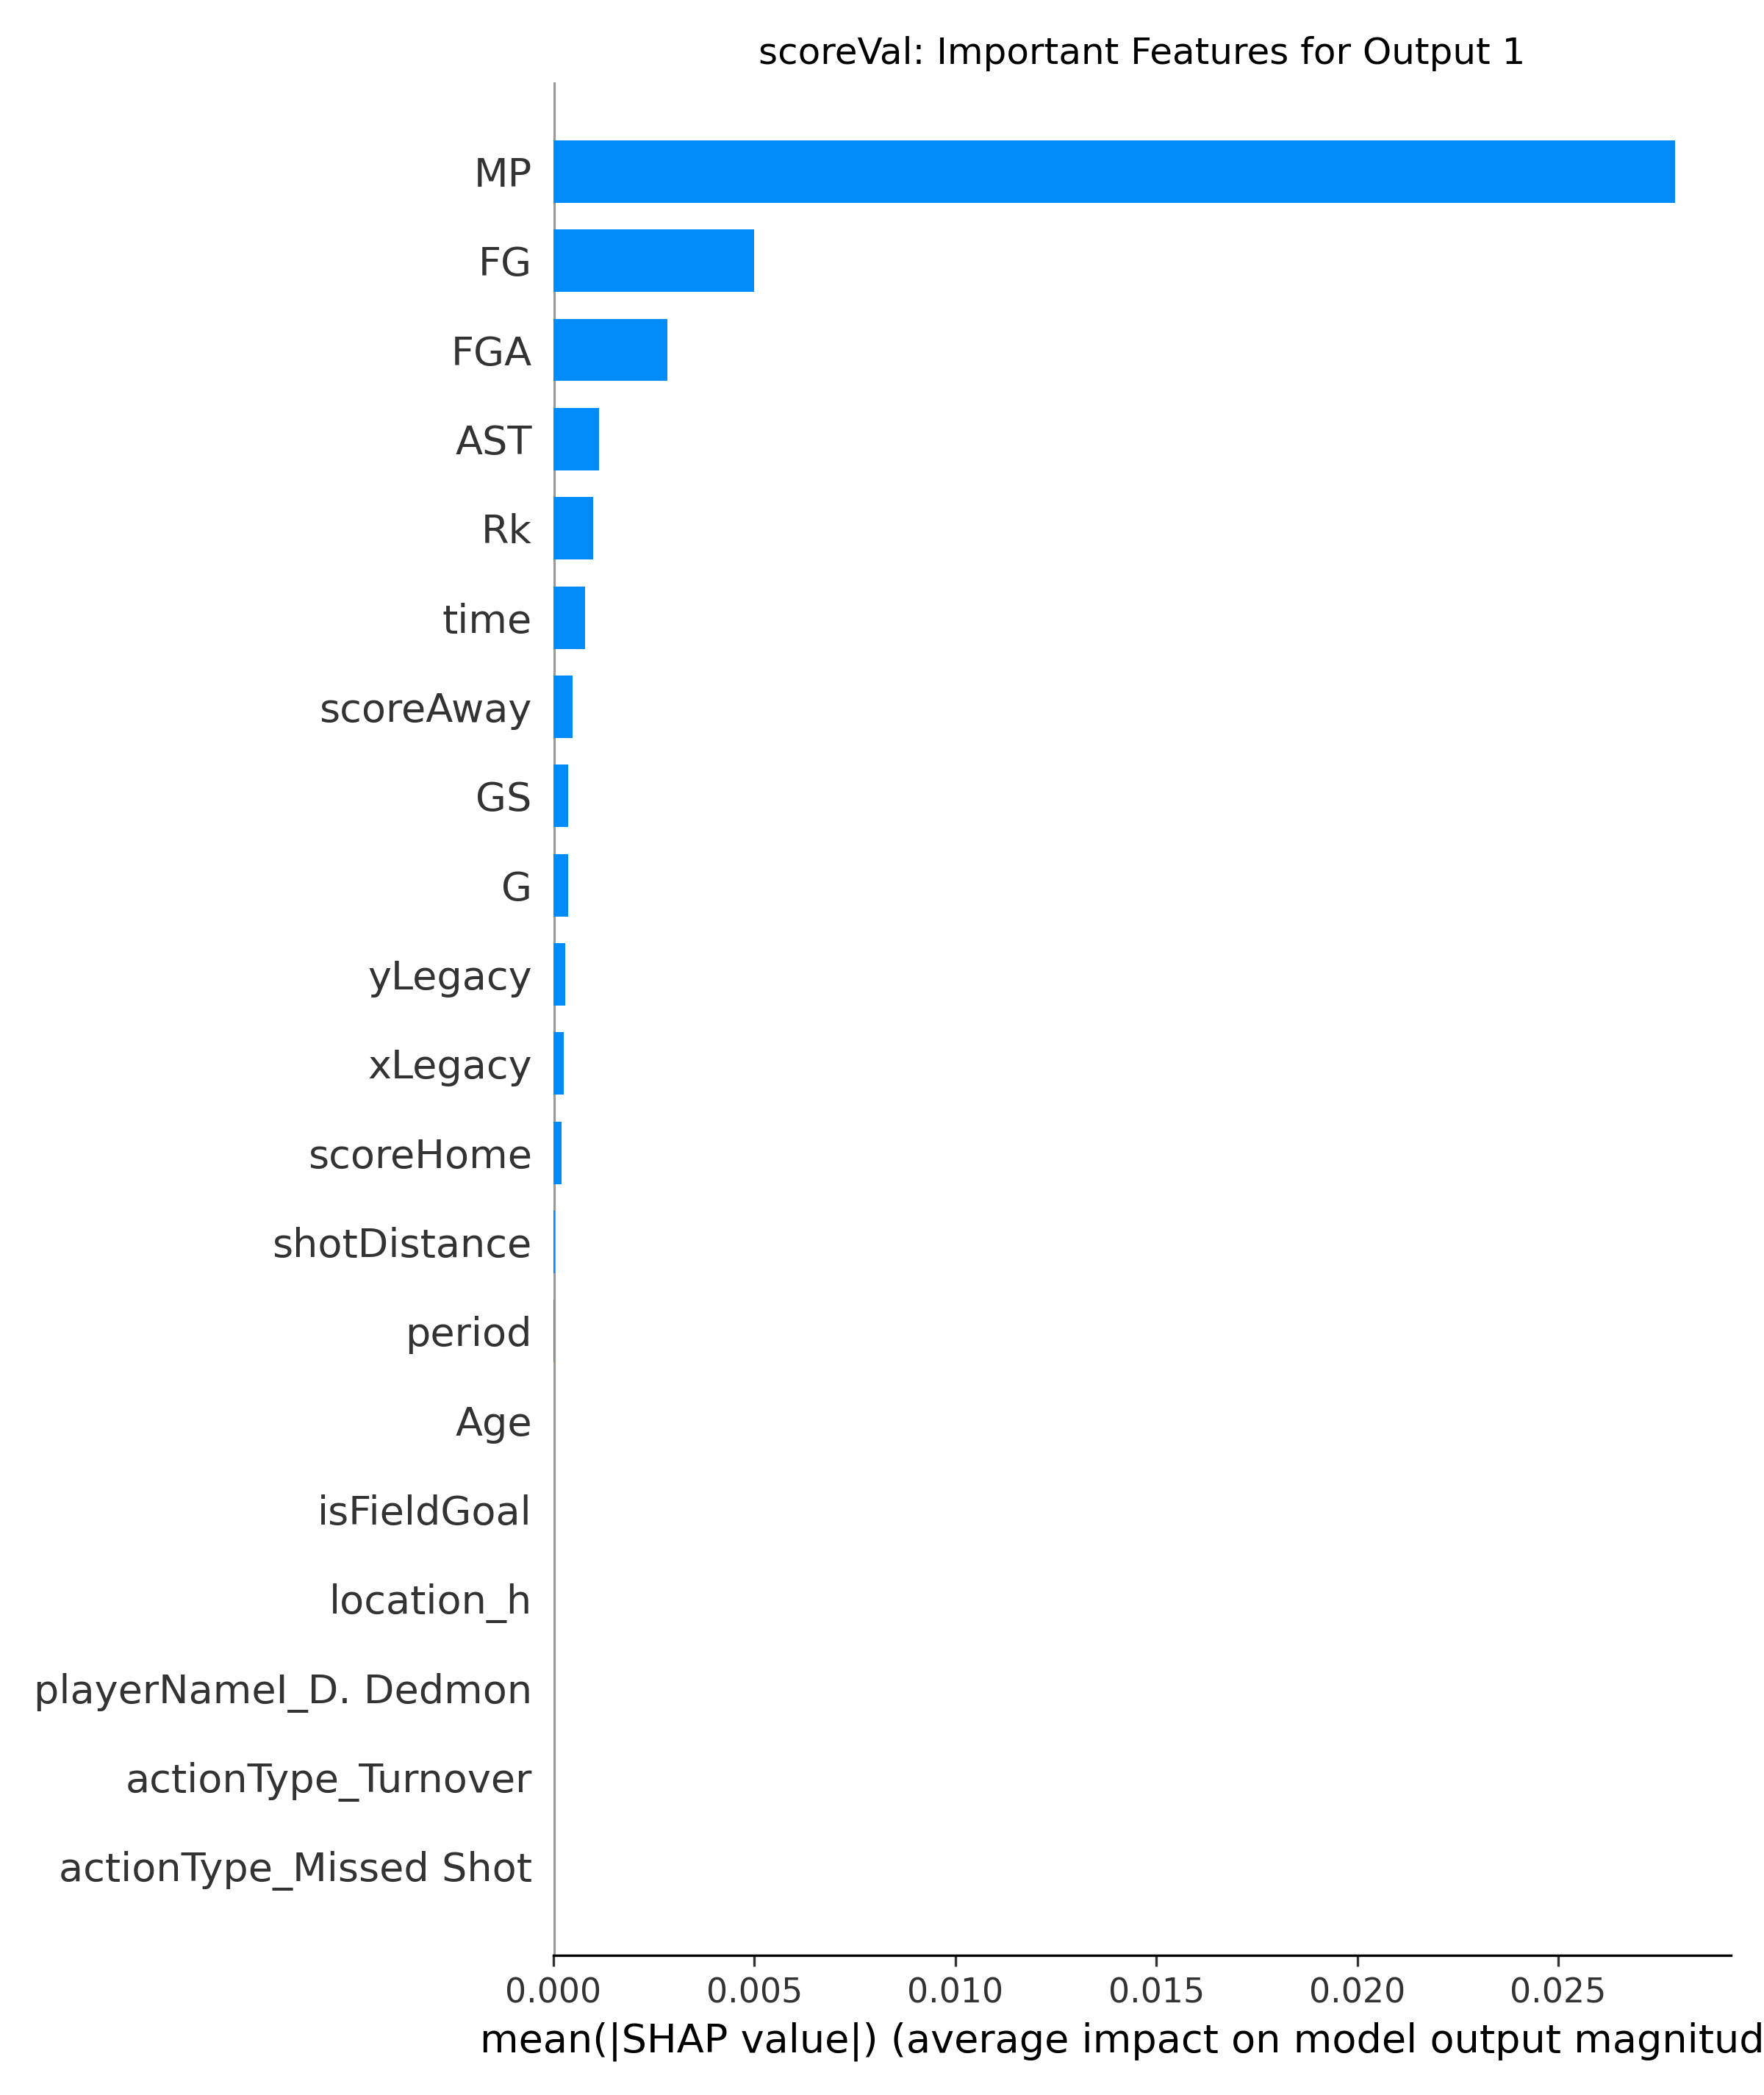 scoreVal: Important Features for Output 1
MP
FG
FGA
AST
Rk
time
scoreAway
GS
G
yLegacy
xLegacy
scoreHome
shotDistance
period
Age
isFieldGoal
location_h
playerNameI_D. Dedmon
actionType_Turnover
actionType_Missed Shot
0.000 0.005 0.010 0.015 0.020 0.025
mean(|SHAP value|) (average impact on model output magnitud